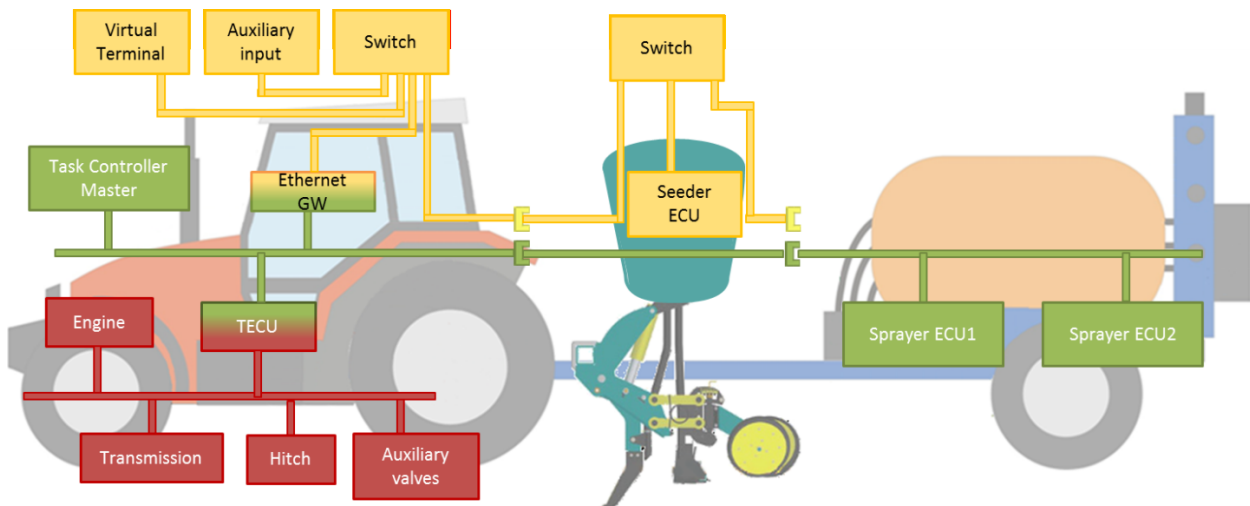 Virtual
Terminal
Auxiliary
input
Switch
Switch
Task Controller
Master
Ethernet
GW
Seeder
ECU
Engine
TECU
Sprayer ECU1
Sprayer ECU2
Transmission
Hitch
Auxiliary
valves